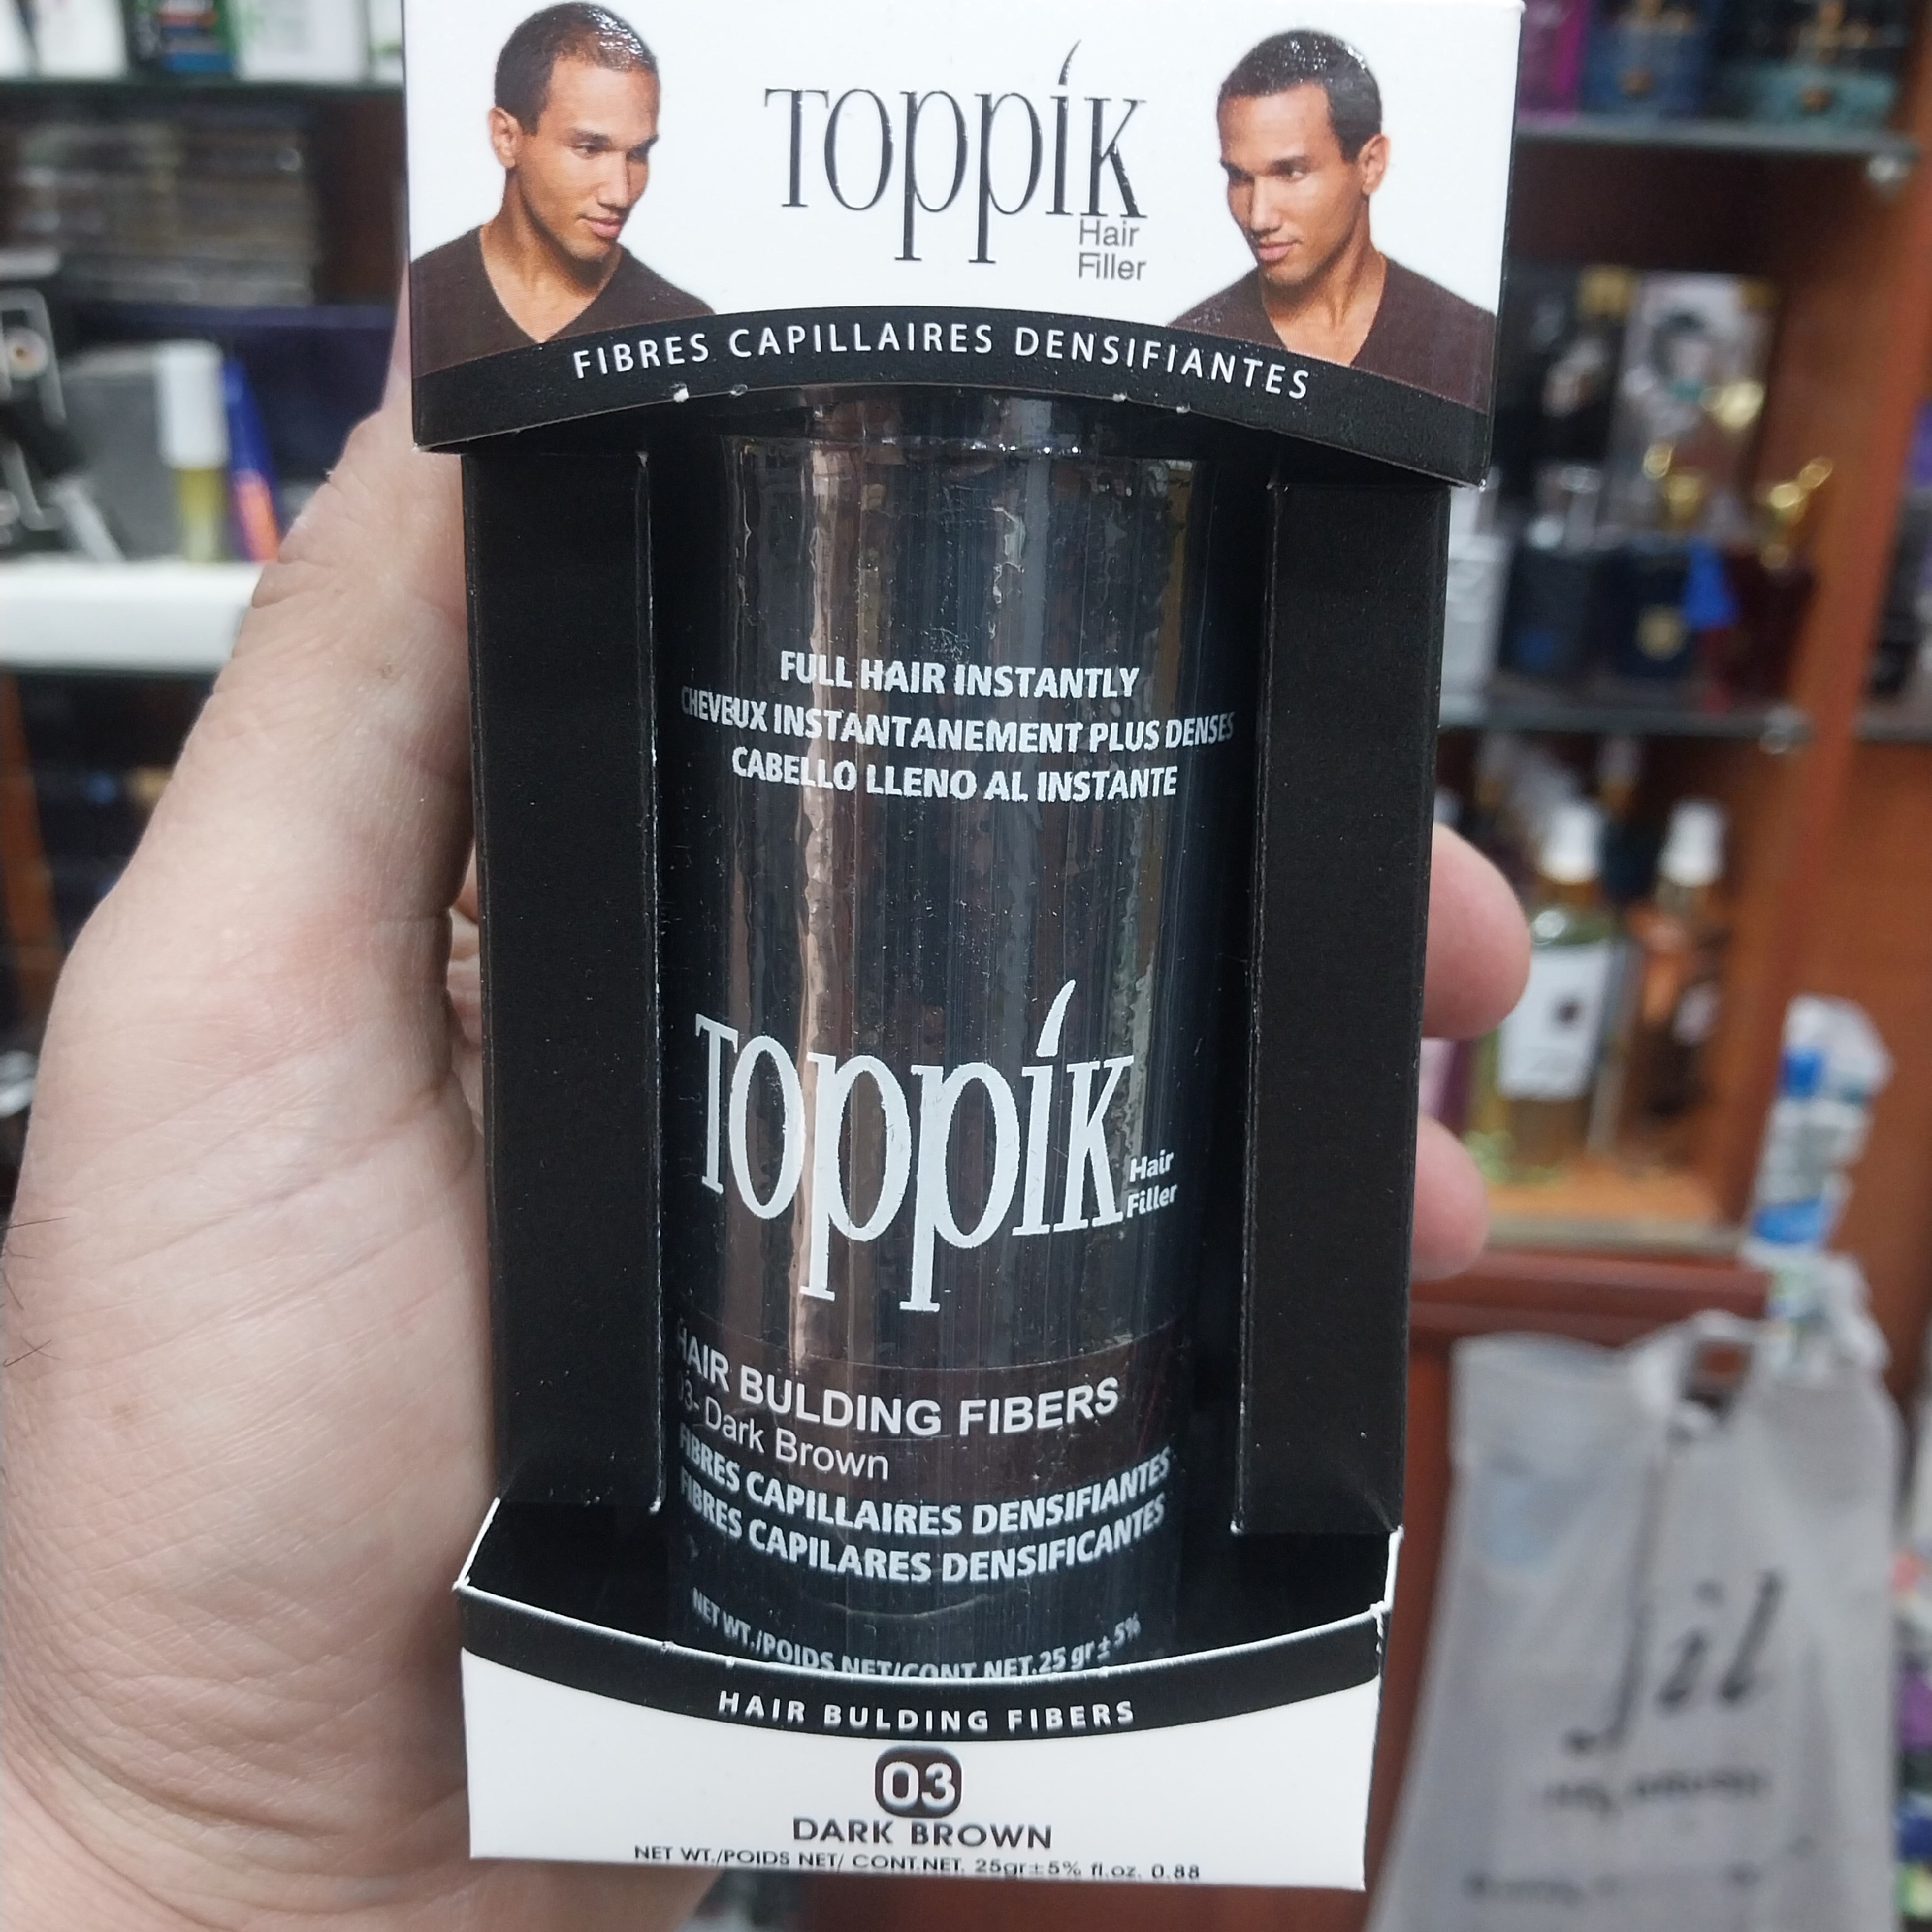 Toppik
Hair
Filler
FIBRES CAPILLAIRES DENSIFIANTES
FULL HAIR INSTANTLY
CHEVEUX INSTANTANEMENT PLUS DENSES
CABELLO LLENO AL INSTANTE
Toppik
Hair
Filler
HAIR BULDING FIBERS
03- Dark Brown
FIBRES CAPILLAIRES DENSIFIANTES
FIBRES CAPILARES DENSIFICANTES
NET WT./POIDS NET/CONT NET.25 gr ± 5%
HAIR BULDING FIBERS
03
DARK BROWN
NET WT./POIDS NET/ CONT.NET. 25gr±5% fl.oz. 0.88